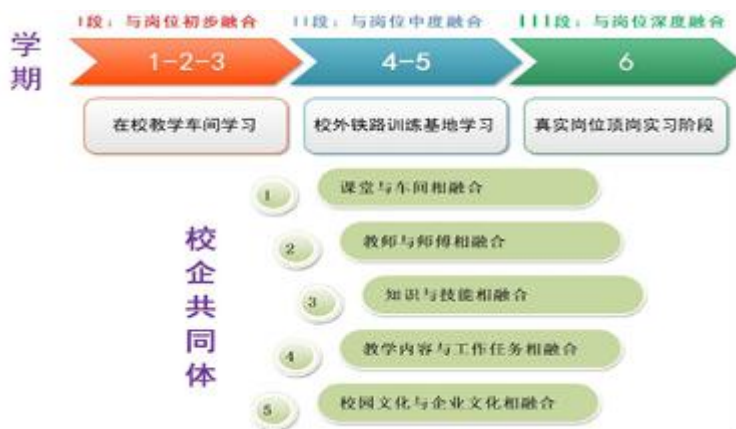 学期
I段：与岗位初步融合
II段：与岗位中度融合
III段：与岗位深度融合
1-2-3
4-5
6
在校教学车间学习
校外铁路训练基地学习
真实岗位顶岗实习阶段
校企共同体
1 课堂与车间相融合
2 教师与师傅相融合
3 知识与技能相融合
4 教学内容与工作任务相融合
5 校园文化与企业文化相融合